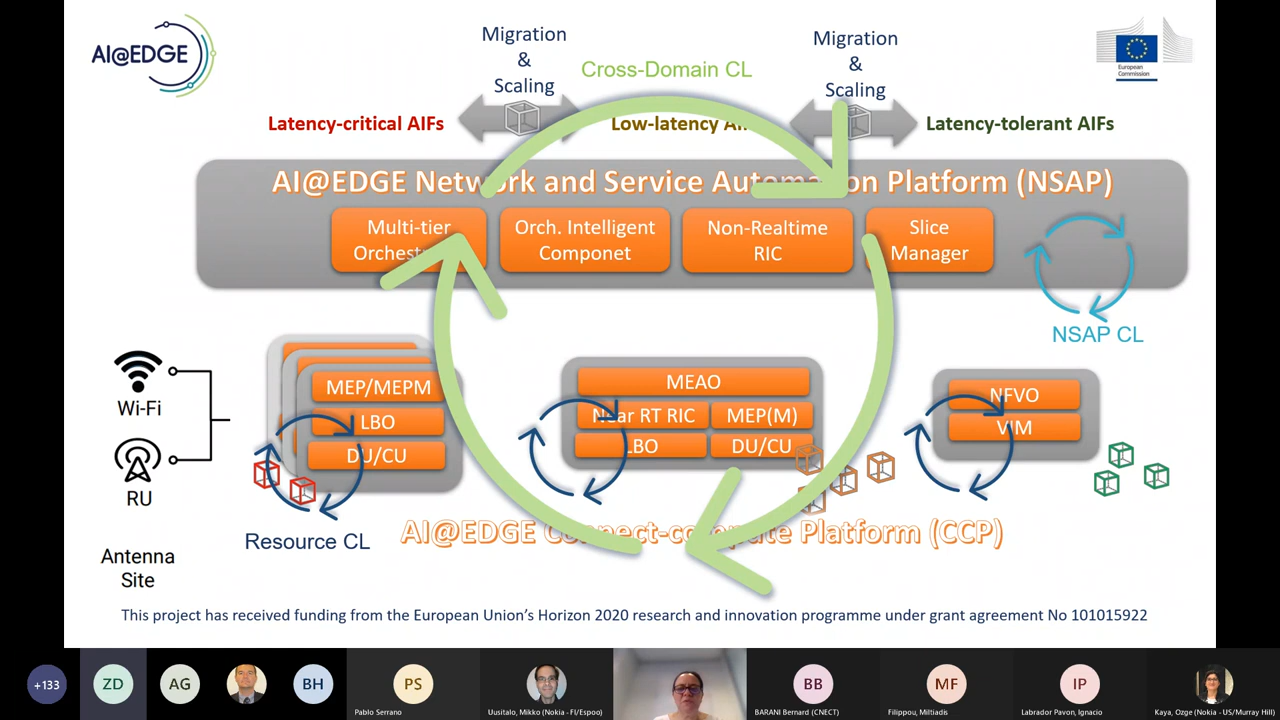 AI@EDGE
Migration
&
Scaling
Cross-Domain CL
Migration
&
Scaling
European
Commission
Latency-critical AIFs
Low-latency
Latency-tolerant AIFs
AI@EDGE Network and Service Automation Platform (NSAP)
Multi-tier
Orch. Intelligent
Componet
Non-Realtime
RIC
Slice
Manager
NSAP CL
Wi-Fi
RU
Antenna
Site
MEP/MEPM
LBO
DU/CU
Resource CL
MEAO
Near RT RIC
MEP(M)
LBO
DU/CU
NFVO
VIM
AI@EDGE Connect-compute Platform (CCP)
This project has received funding from the European Union’s Horizon 2020 research and innovation programme under grant agreement No 101015922
+133
ZD
AG
BH
PS
Pablo Serrano
Uusitalo, Mikko (Nokia - FI/Espoo)
BB
BARANI Bernard (CNECT)
MF
Filippou, Miltiadis
IP
Labrador Pavon, Ignacio
Kaya, Ozge (Nokia - US/Murray Hill)